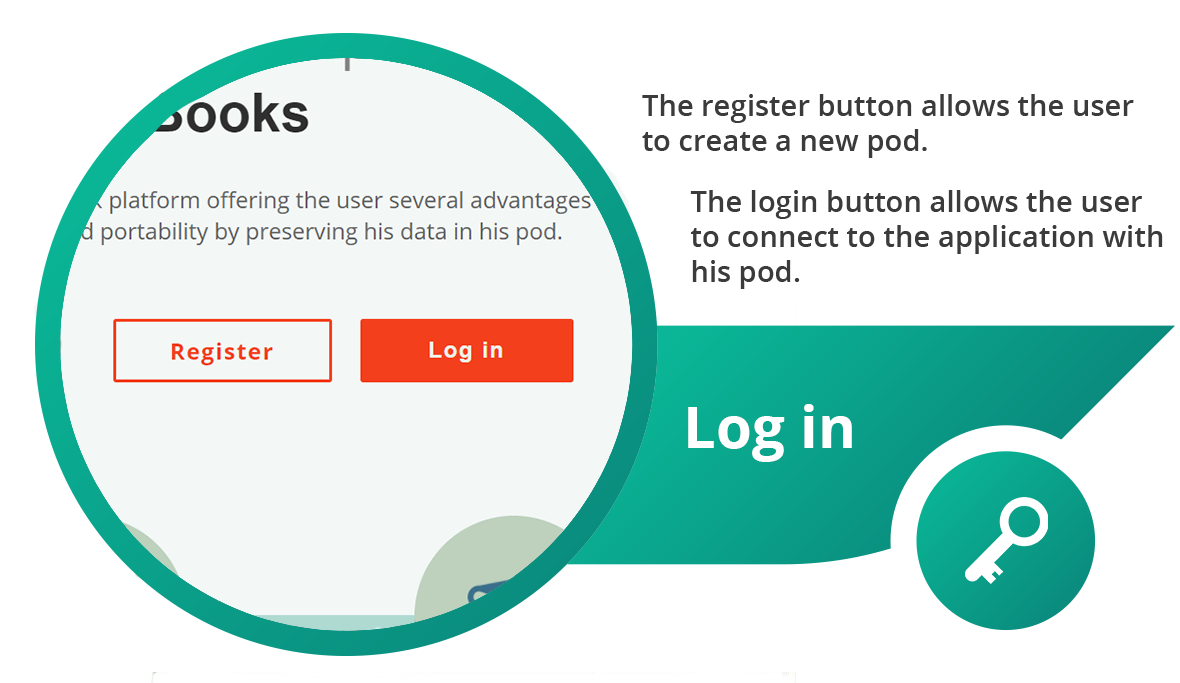 Books
platform offering the user several advantages
portability by preserving his data in his pod.
Register
Log in
The register button allows the user
to create a new pod.
The login button allows the user
to connect to the application with
his pod.
Log in